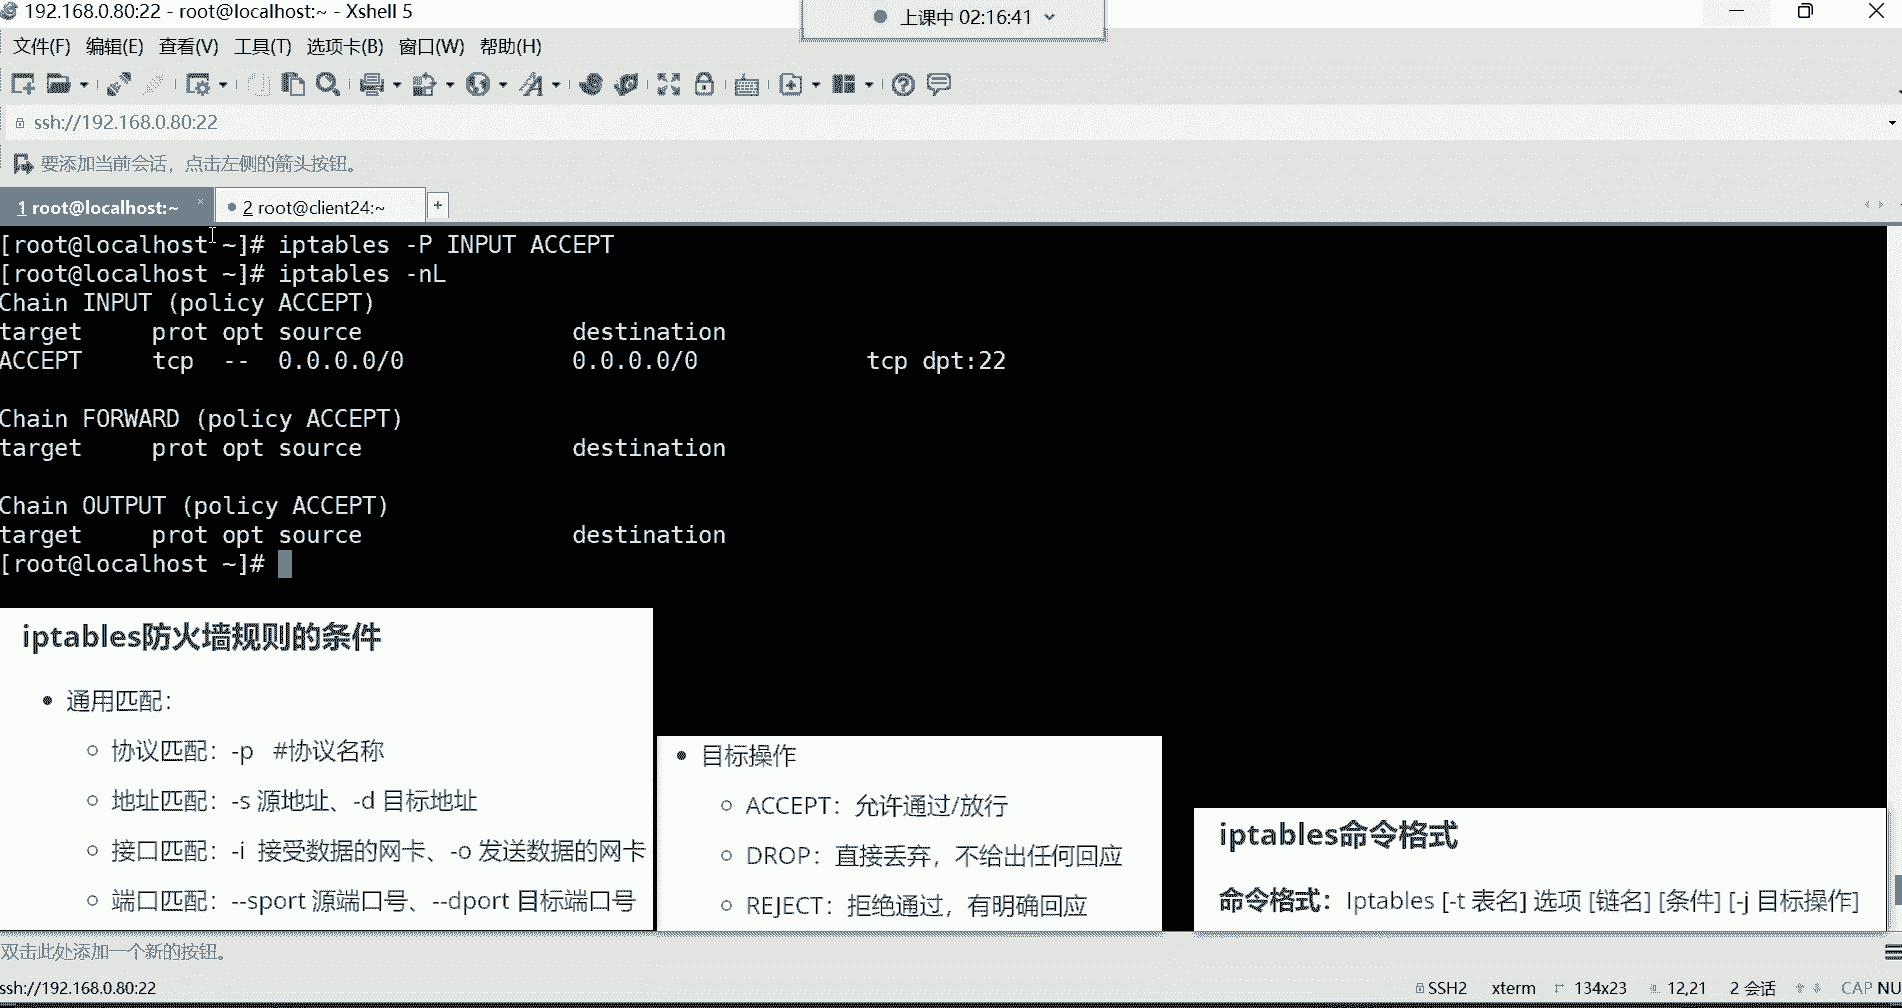 192.168.0.80:22 - root@localhost:~ - Xshell 5
上课中 02:16:41
文件(F) 编辑(E) 查看(V) 工具(T) 选项卡(B) 窗口(W) 帮助(H)
ssh://192.168.0.80:22
要添加当前会话，点击左侧的箭头按钮。
1 root@localhost:~ × 2 root@client24:~ +
[root@localhost ~]# iptables -P INPUT ACCEPT
[root@localhost ~]# iptables -nL
Chain INPUT (policy ACCEPT)
target prot opt source destination
ACCEPT tcp -- 0.0.0.0/0 0.0.0.0/0 tcp dpt:22
Chain FORWARD (policy ACCEPT)
target prot opt source destination
Chain OUTPUT (policy ACCEPT)
target prot opt source destination
[root@localhost ~]#
iptables防火墙规则的条件
• 通用匹配：
○ 协议匹配：-p #协议名称
○ 地址匹配：-s 源地址、-d 目标地址
○ 接口匹配：-i 接受数据的网卡、-o 发送数据的网卡
○ 端口匹配：--sport 源端口号、--dport 目标端口号
• 目标操作
○ ACCEPT：允许通过/放行
○ DROP：直接丢弃，不给出任何回应
○ REJECT：拒绝通过，有明确回应
iptables命令格式
命令格式：Iptables [-t 表名] 选项 [链名] [条件] [-j 目标操作]
双击此处添加一个新的按钮。
ssh://192.168.0.80:22 SSH2 xterm 134x23 12,21 2 会话 CAP NU